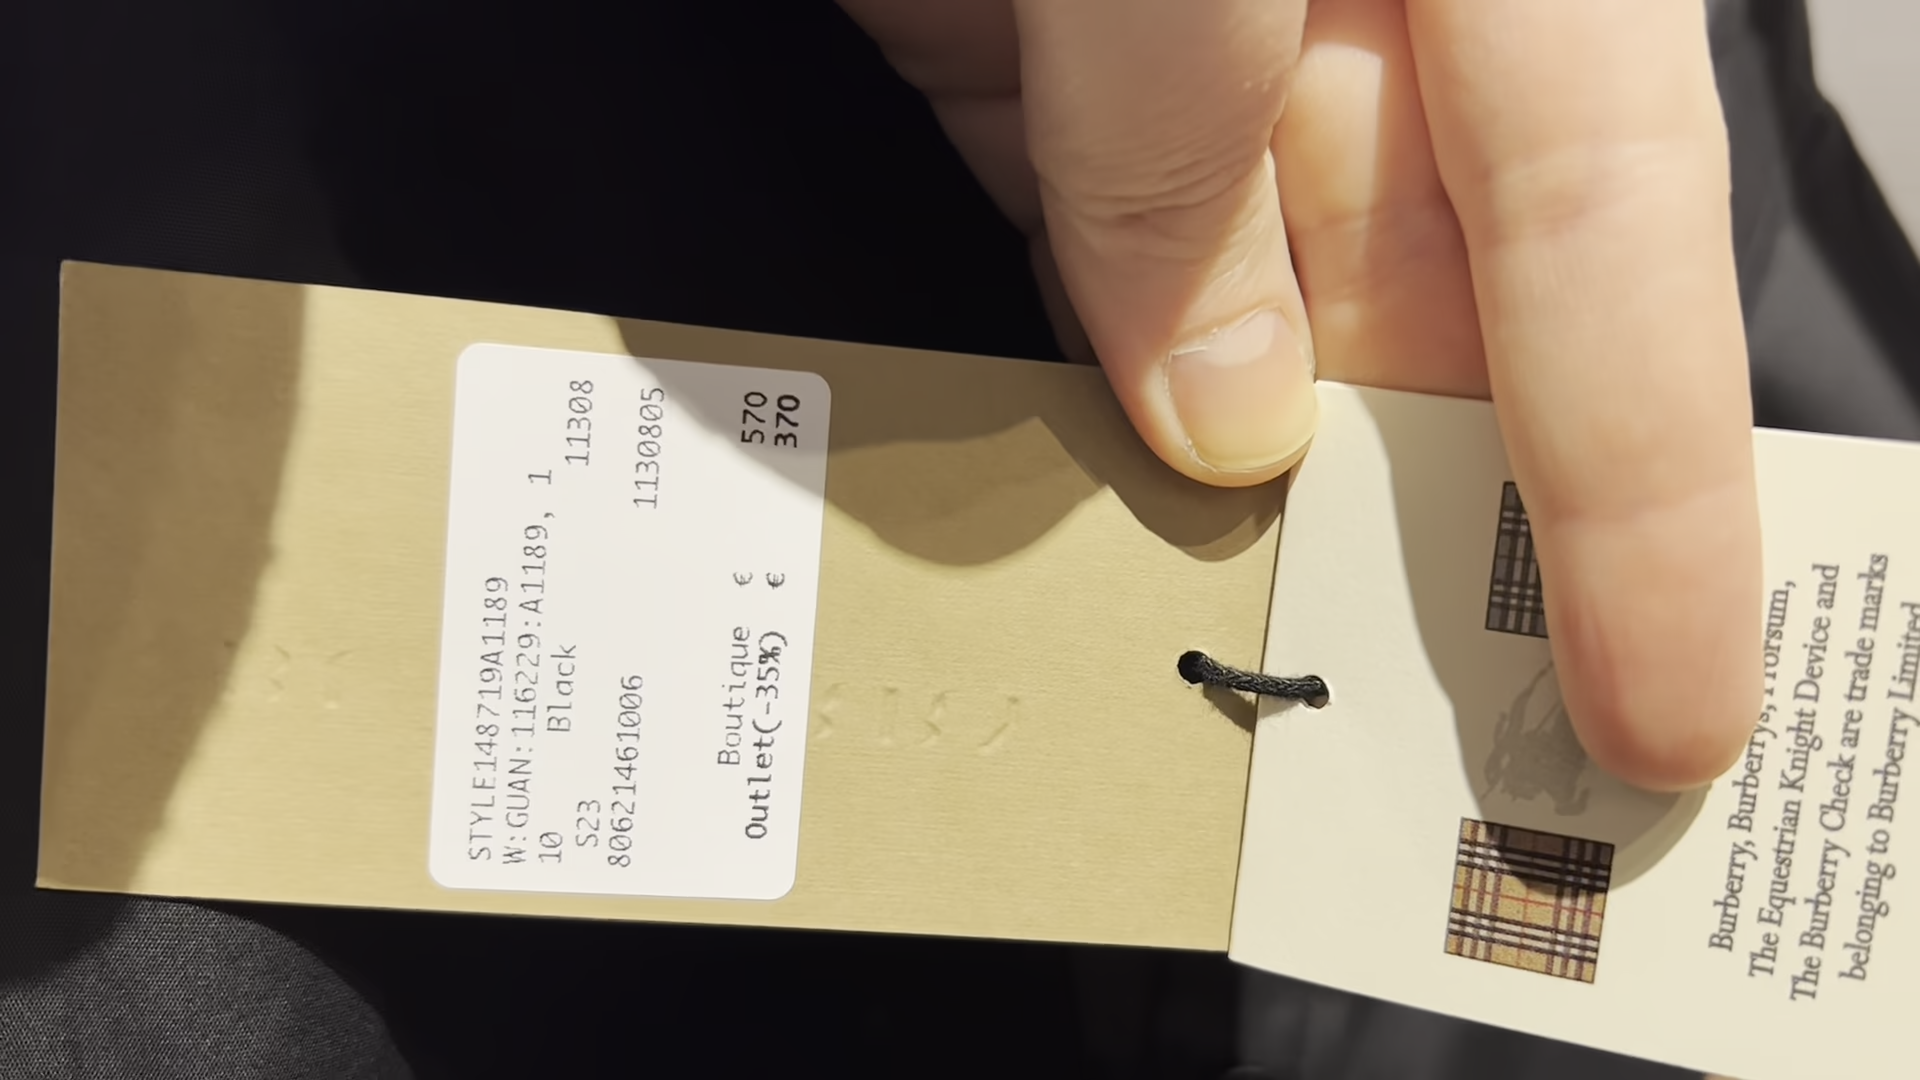 STYLE148719A1189
W:GUAN:116229:A1189, 1
10 Black 11308
S23
80621461006 1130805
Boutique € 570
Outlet(-35%) € 370
Burberry, Burberrys, Prorsum,
The Equestrian Knight Device and
The Burberry Check are trade marks
belonging to Burberry Limited